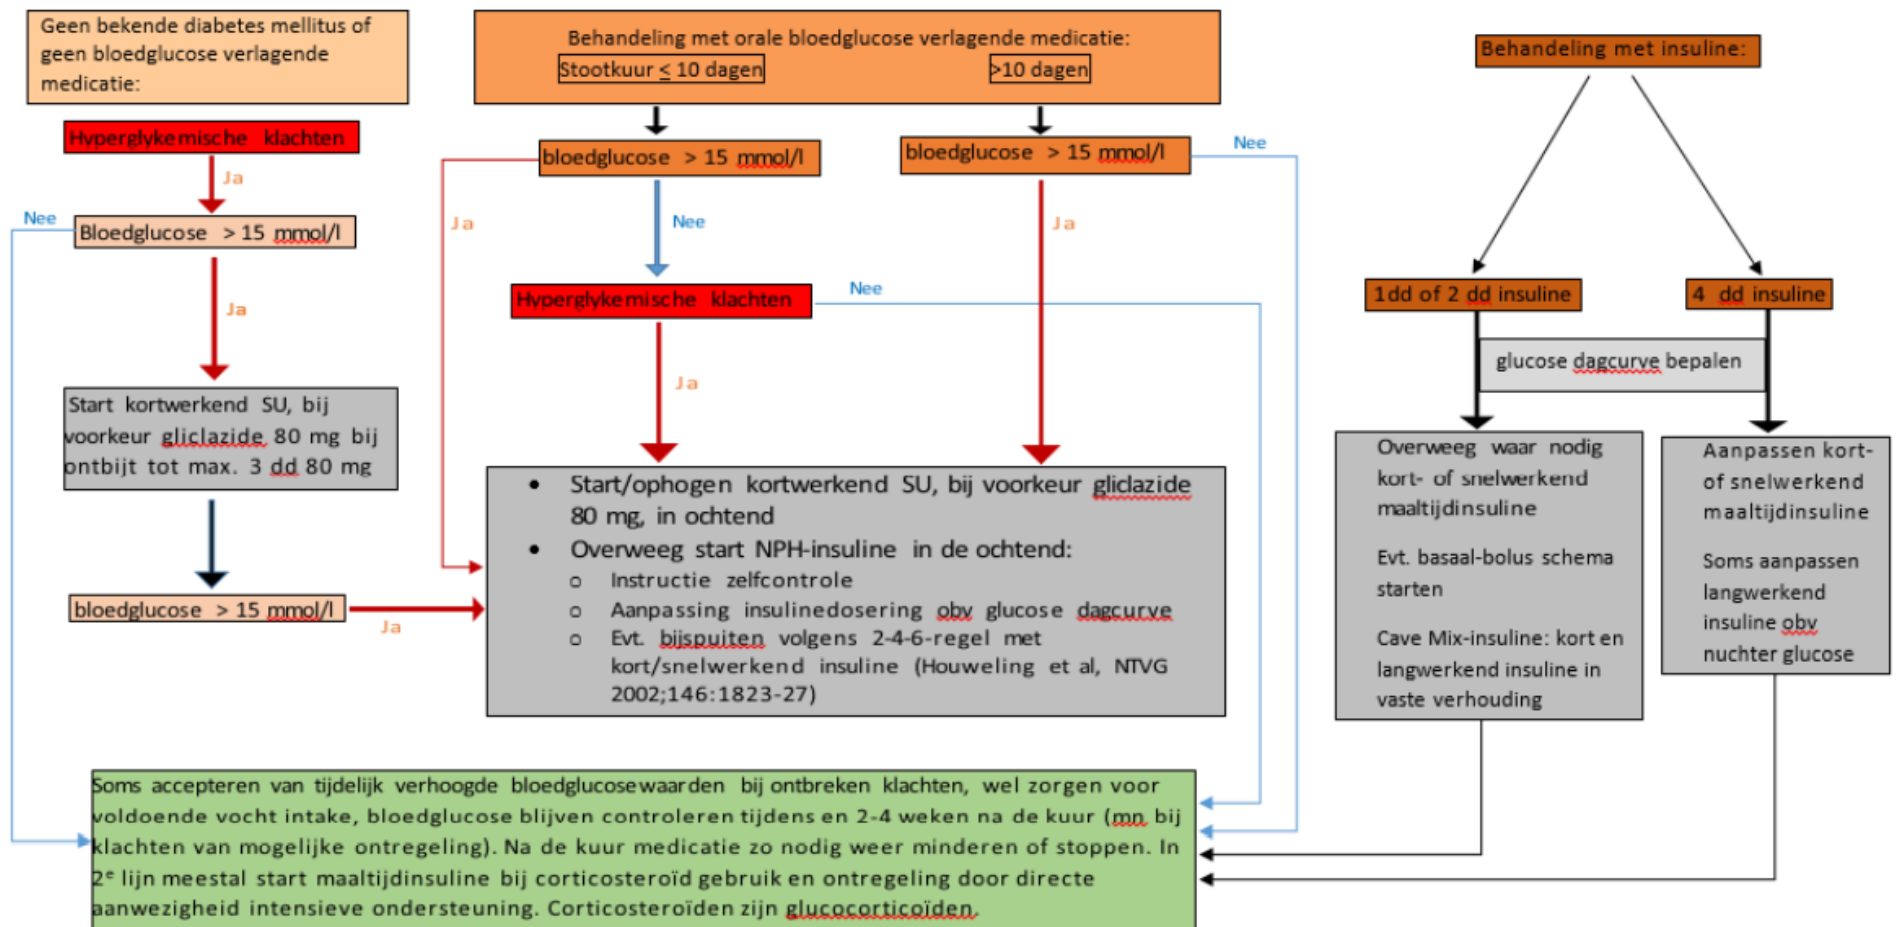 Geen bekende diabetes mellitus of
geen bloedglucose verlagende
medicatie:
Hyperglykemische klachten
Ja
Nee
Bloedglucose > 15 mmol/l
Ja
Start kortwerkend SU, bij
voorkeur gliclazide 80 mg bij
ontbijt tot max. 3 dd 80 mg
bloedglucose > 15 mmol/l
Ja
Behandeling met orale bloedglucose verlagende medicatie:
Stootkuur ≤ 10 dagen
>10 dagen
bloedglucose > 15 mmol/l
bloedglucose > 15 mmol/l
Nee
Ja
Nee
Ja
Hyperglykemische klachten
Nee
Ja
• Start/ophogen kortwerkend SU, bij voorkeur gliclazide
80 mg, in ochtend
• Overweeg start NPH-insuline in de ochtend:
o Instructie zelfcontrole
o Aanpassing insulinedosering obv glucose dagcurve
o Evt. bijspuiten volgens 2-4-6-regel met
kort/snelwerkend insuline (Houweling et al, NTVG
2002;146:1823-27)
Behandeling met insuline:
1dd of 2 dd insuline
4 dd insuline
glucose dagcurve bepalen
Overweeg waar nodig
kort- of snelwerkend
maaltijdinsuline
Evt. basaal-bolus schema
starten
Cave Mix-insuline: kort en
langwerkend insuline in
vaste verhouding
Aanpassen kort-
of snelwerkend
maaltijdinsuline
Soms aanpassen
langwerkend
insuline obv
nuchter glucose
Soms accepteren van tijdelijk verhoogde bloedglucosewaarden bij ontbreken klachten, wel zorgen voor
voldoende vocht intake, bloedglucose blijven controleren tijdens en 2-4 weken na de kuur (mn bij
klachten van mogelijke ontregeling). Na de kuur medicatie zo nodig weer minderen of stoppen. In
2e lijn meestal start maaltijdinsuline bij corticosteroïd gebruik en ontregeling door directe
aanwezigheid intensieve ondersteuning. Corticosteroïden zijn glucocorticoïden.